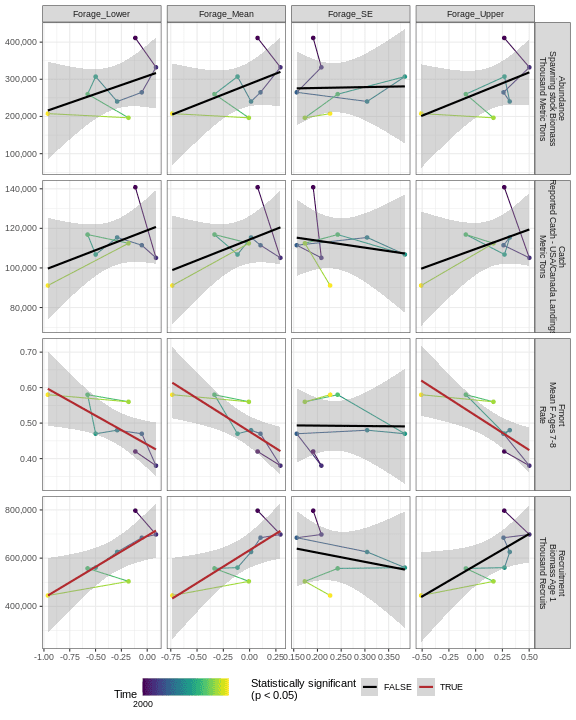 Forage_Lower Forage_Mean Forage_SE Forage_Upper
400,000
300,000
200,000
100,000
Abundance
Spawning stock Biomass
Thousand Metric Tons
140,000
120,000
100,000
80,000
Catch
Reported Catch - USA/Canada Landings
Metric Tons
0.70
0.60
0.50
0.40
Fmort
Mean F Ages 7-8
Rate
800,000
600,000
400,000
Recruitment
Biomass Age 1
Thousand Recruits
-1.00 -0.75 -0.50 -0.25 0.00 -0.75 -0.50 -0.25 0.00 0.25 0.150 0.200 0.250 0.300 0.350 -0.50 -0.25 0.00 0.25 0.50
Time
2000
Statistically significant
(p < 0.05)
FALSE TRUE